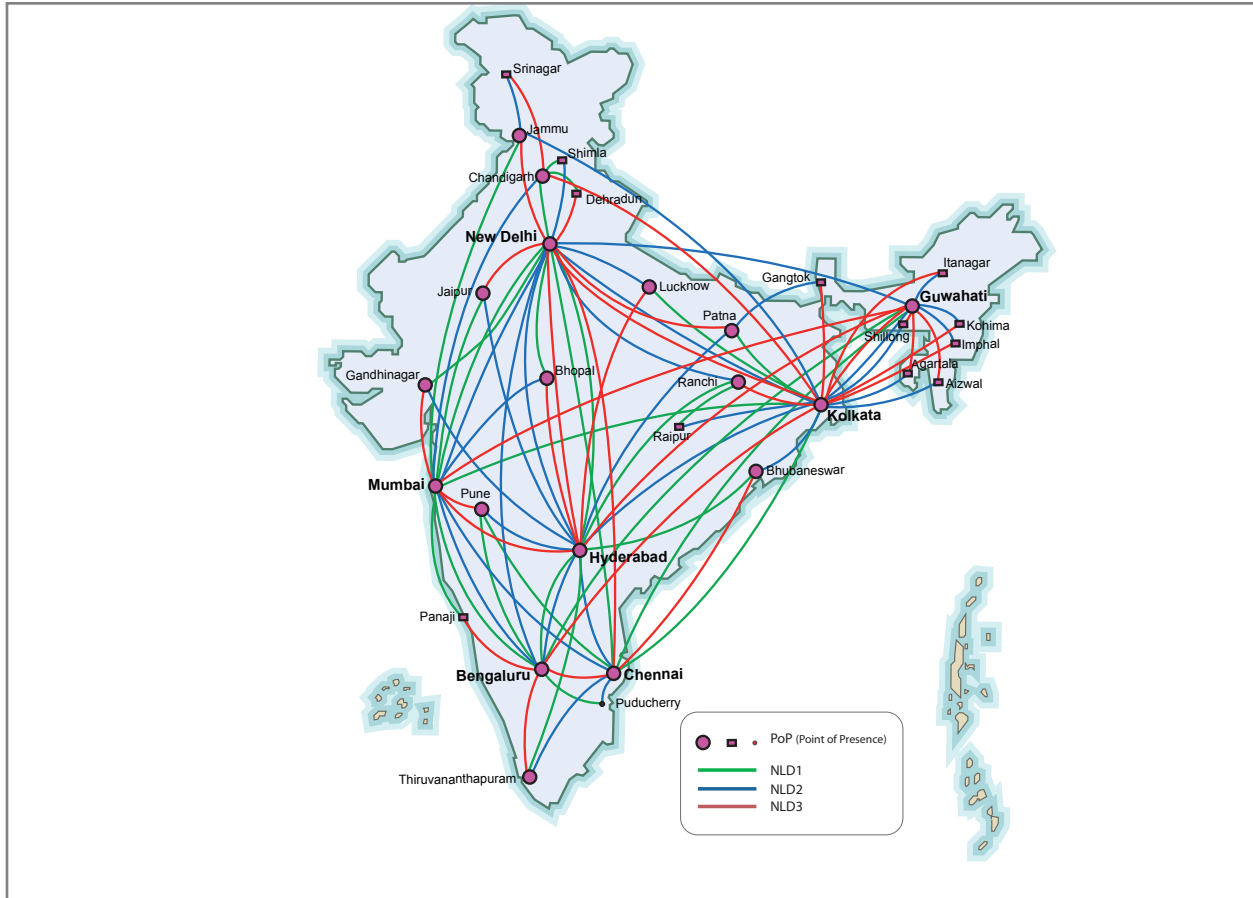 Srinagar
Jammu
Shimla
Chandigarh
Dehradun
New Delhi
Itanagar
Gangtok
Lucknow
Jaipur
Guwahati
Patna
Kohima
Shillong
Imphal
Gandhinagar
Bhopal
Agartala
Ranchi
Aizwal
Kolkata
Raipur
Bhubaneswar
Mumbai
Pune
Hyderabad
Panaji
Bengaluru
Chennai
Puducherry
Thiruvananthapuram
PoP (Point of Presence)
NLD1
NLD2
NLD3